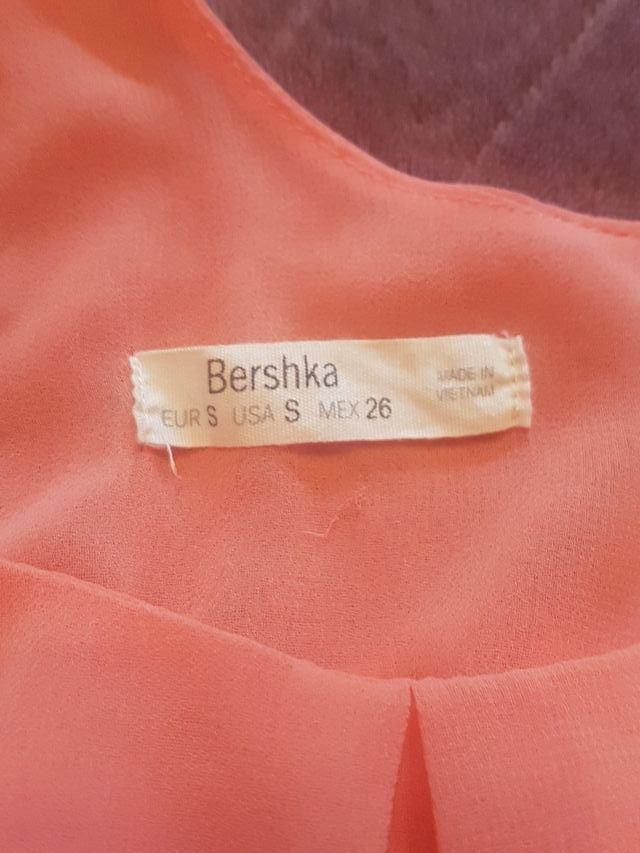 Bershka
EUR S USA S MEX 26
MADE IN
VIETNAM